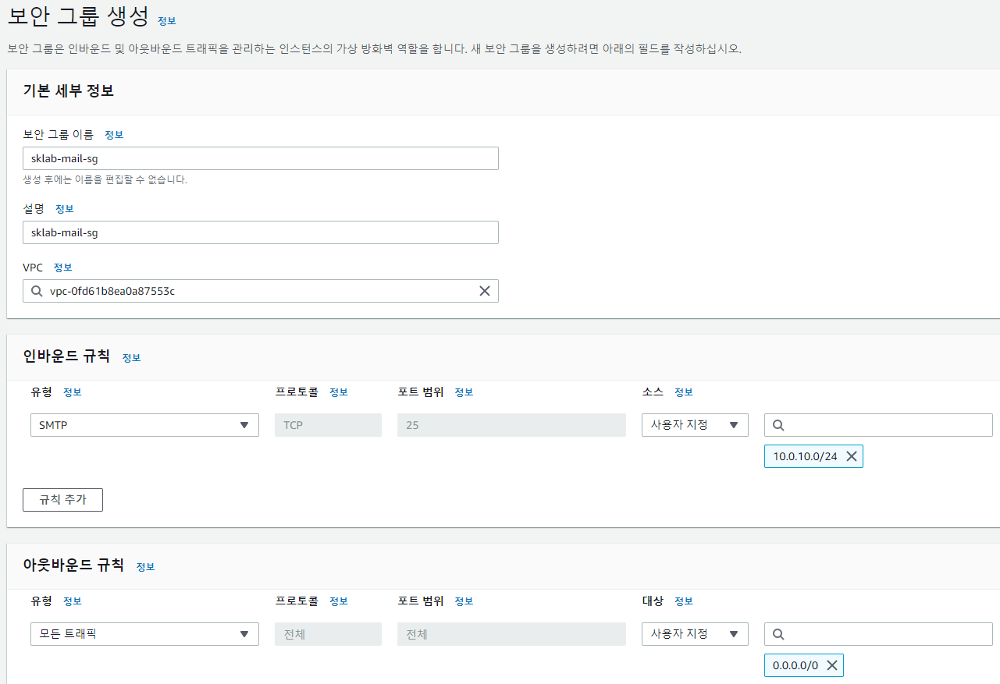 보안 그룹 생성 정보
보안 그룹은 인바운드 및 아웃바운드 트래픽을 관리하는 인스턴스의 가상 방화벽 역할을 합니다. 새 보안 그룹을 생성하려면 아래의 필드를 작성하십시오.
기본 세부 정보
보안 그룹 이름 정보
sklab-mail-sg
생성 후에는 이름을 편집할 수 없습니다.
설명 정보
sklab-mail-sg
VPC 정보
vpc-0fd61b8ea0a87553c
인바운드 규칙 정보
유형 정보 프로토콜 정보 포트 범위 정보 소스 정보
SMTP TCP 25 사용자 지정
10.0.10.0/24
규칙 추가
아웃바운드 규칙 정보
유형 정보 프로토콜 정보 포트 범위 정보 대상 정보
모든 트래픽 전체 전체 사용자 지정
0.0.0.0/0